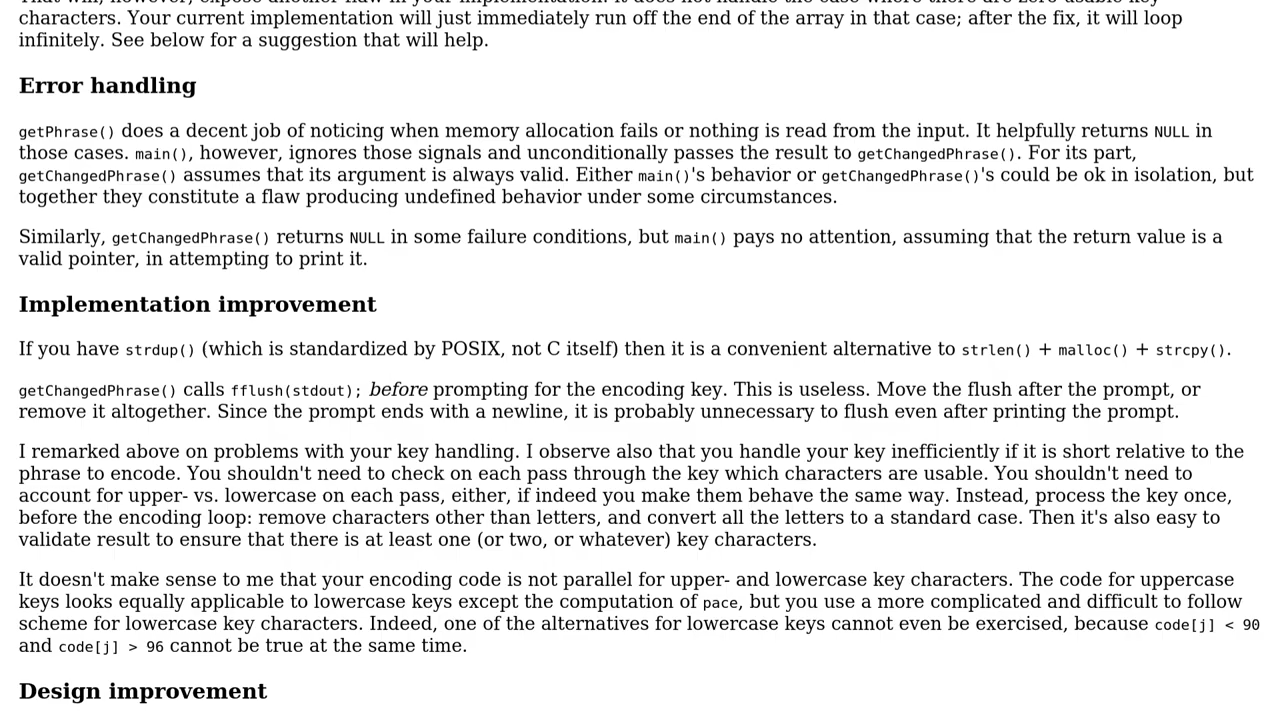 characters. Your current implementation will just immediately run off the end of the array in that case; after the fix, it will loop
infinitely. See below for a suggestion that will help.
Error handling
getPhrase() does a decent job of noticing when memory allocation fails or nothing is read from the input. It helpfully returns NULL in
those cases. main(), however, ignores those signals and unconditionally passes the result to getChangedPhrase(). For its part,
getChangedPhrase() assumes that its argument is always valid. Either main()'s behavior or getChangedPhrase()'s could be ok in isolation, but
together they constitute a flaw producing undefined behavior under some circumstances.
Similarly, getChangedPhrase() returns NULL in some failure conditions, but main() pays no attention, assuming that the return value is a
valid pointer, in attempting to print it.
Implementation improvement
If you have strdup() (which is standardized by POSIX, not C itself) then it is a convenient alternative to strlen() + malloc() + strcpy().
getChangedPhrase() calls fflush(stdout); before prompting for the encoding key. This is useless. Move the flush after the prompt, or
remove it altogether. Since the prompt ends with a newline, it is probably unnecessary to flush even after printing the prompt.
I remarked above on problems with your key handling. I observe also that you handle your key inefficiently if it is short relative to the
phrase to encode. You shouldn't need to check on each pass through the key which characters are usable. You shouldn't need to
account for upper- vs. lowercase on each pass, either, if indeed you make them behave the same way. Instead, process the key once,
before the encoding loop: remove characters other than letters, and convert all the letters to a standard case. Then it's also easy to
validate result to ensure that there is at least one (or two, or whatever) key characters.
It doesn't make sense to me that your encoding code is not parallel for upper- and lowercase key characters. The code for uppercase
keys looks equally applicable to lowercase keys except the computation of pace, but you use a more complicated and difficult to follow
scheme for lowercase key characters. Indeed, one of the alternatives for lowercase keys cannot even be exercised, because code[j] < 90
and code[j] > 96 cannot be true at the same time.
Design improvement